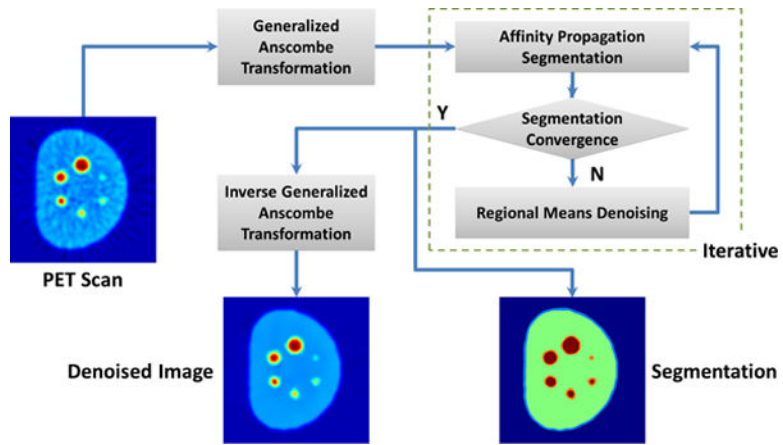 Generalized
Anscombe
Transformation
Affinity Propagation
Segmentation
Y
Segmentation
Convergence
N
Inverse Generalized
Anscombe
Transformation
Regional Means Denoising
Iterative
PET Scan
Denoised Image
Segmentation